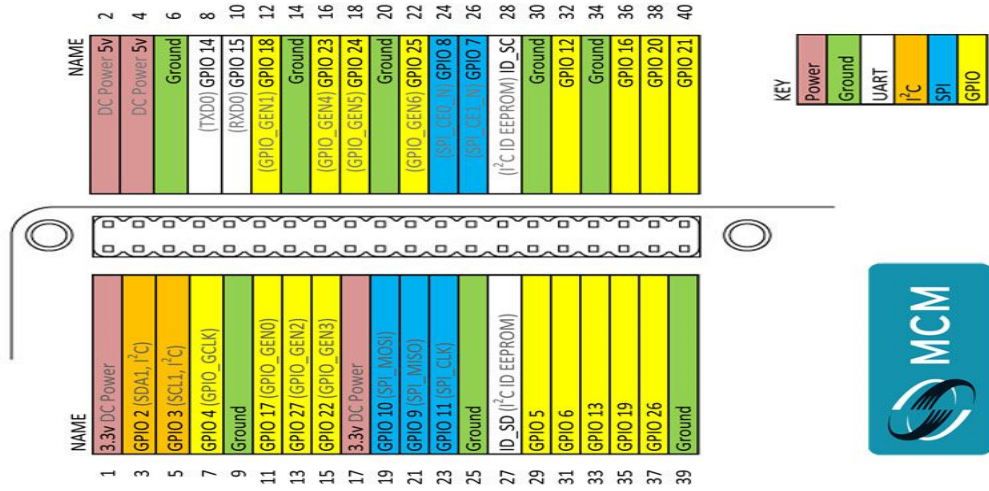 NAME
1 3.3v DC Power
3 GPIO 2 (SDA1, I²C)
5 GPIO 3 (SCL1, I²C)
7 GPIO 4 (GPIO_GCLK)
9 Ground
11 GPIO 17 (GPIO_GEN0)
13 GPIO 27 (GPIO_GEN2)
15 GPIO 22 (GPIO_GEN3)
17 3.3v DC Power
19 GPIO 10 (SPI_MOSI)
21 GPIO 9 (SPI_MISO)
23 GPIO 11 (SPI_CLK)
25 Ground
27 ID_SD (I²C ID EEPROM)
29 GPIO 5
31 GPIO 6
33 GPIO 13
35 GPIO 19
37 GPIO 26
39 Ground
NAME
DC Power 5v 2
DC Power 5v 4
Ground 6
(TXD0) GPIO 14 8
(RXD0) GPIO 15 10
(GPIO_GEN1) GPIO 18 12
Ground 14
(GPIO_GEN4) GPIO 23 16
(GPIO_GEN5) GPIO 24 18
Ground 20
(GPIO_GEN6) GPIO 25 22
(SPI_CE0_N) GPIO 8 24
(SPI_CE1_N) GPIO 7 26
(I²C ID EEPROM) ID_SC 28
Ground 30
GPIO 12 32
Ground 34
GPIO 16 36
GPIO 20 38
GPIO 21 40
KEY
Power
Ground
UART
I²C
SPI
GPIO
MCM